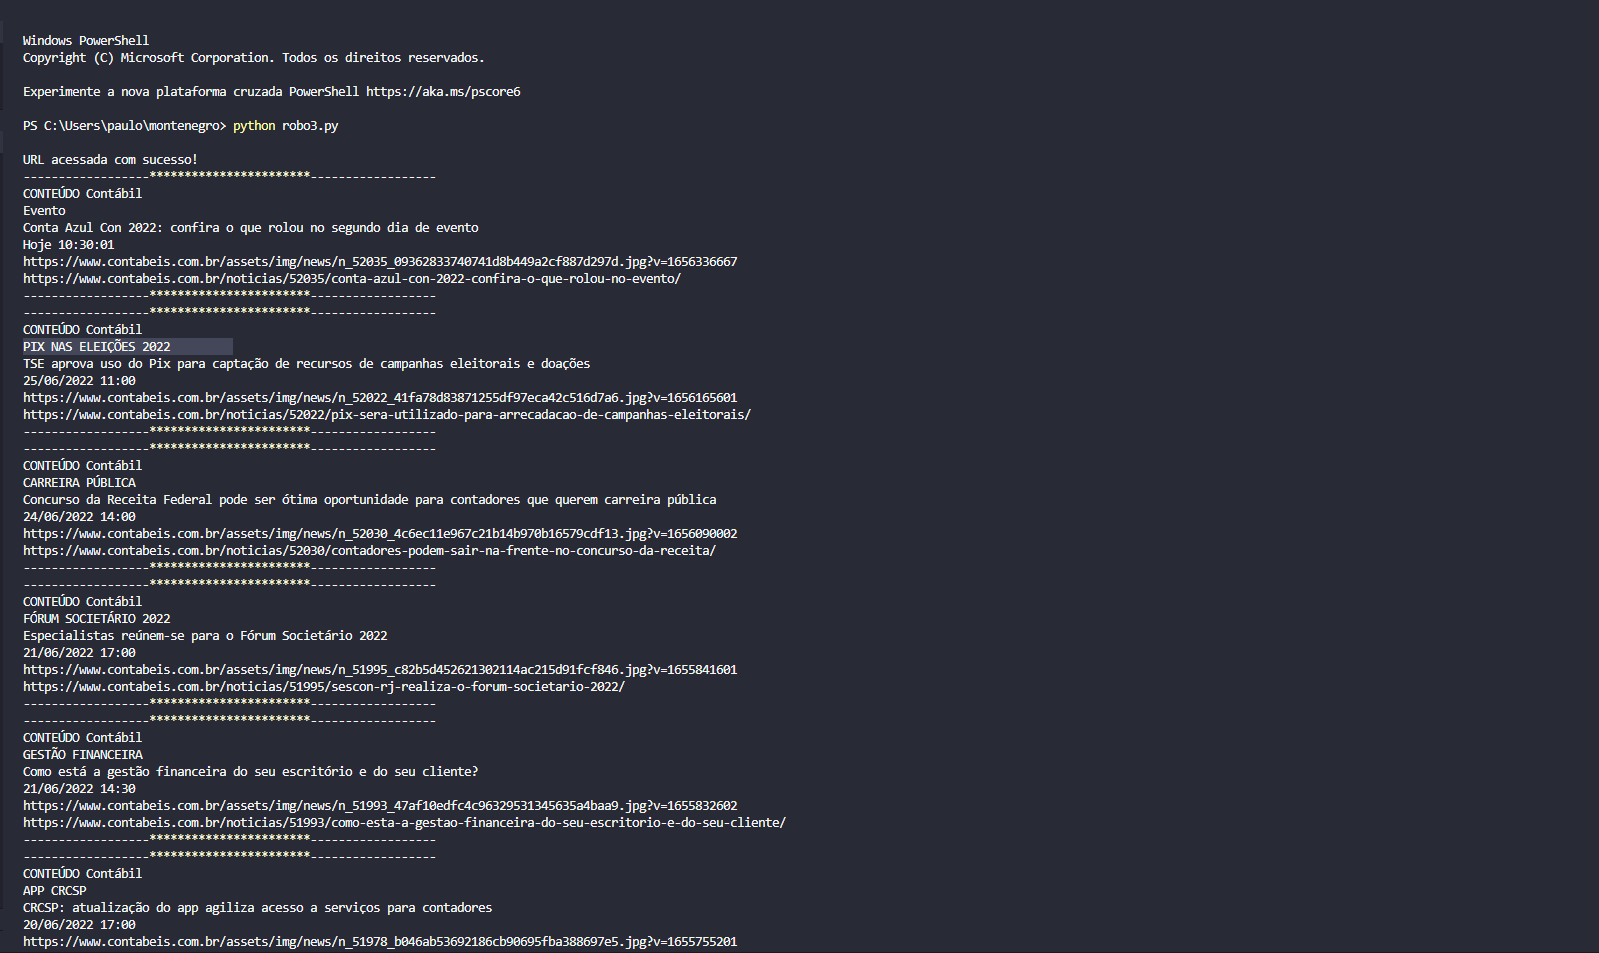 Windows PowerShell
Copyright (C) Microsoft Corporation. Todos os direitos reservados.
Experimente a nova plataforma cruzada PowerShell https://aka.ms/pscore6
PS C:\Users\paulo\montenegro> python robo3.py
URL acessada com sucesso!
------------------***********************------------------
CONTEÚDO Contábil
Evento
Conta Azul Con 2022: confira o que rolou no segundo dia de evento
Hoje 10:30:01
https://www.contabeis.com.br/assets/img/news/n_52035_09362833740741d8b449a2cf887d297d.jpg?v=1656336667
https://www.contabeis.com.br/noticias/52035/conta-azul-con-2022-confira-o-que-rolou-no-evento/
------------------***********************------------------
------------------***********************------------------
CONTEÚDO Contábil
PIX NAS ELEIÇÕES 2022
TSE aprova uso do Pix para captação de recursos de campanhas eleitorais e doações
25/06/2022 11:00
https://www.contabeis.com.br/assets/img/news/n_52022_41fa78d83871255df97eca42c516d7a6.jpg?v=1656165601
https://www.contabeis.com.br/noticias/52022/pix-sera-utilizado-para-arrecadacao-de-campanhas-eleitorais/
------------------***********************------------------
------------------***********************------------------
CONTEÚDO Contábil
CARREIRA PÚBLICA
Concurso da Receita Federal pode ser ótima oportunidade para contadores que querem carreira pública
24/06/2022 14:00
https://www.contabeis.com.br/assets/img/news/n_52030_4c6ec11e967c21b14b970b16579cdf13.jpg?v=1656090002
https://www.contabeis.com.br/noticias/52030/contadores-podem-sair-na-frente-no-concurso-da-receita/
------------------***********************------------------
------------------***********************------------------
CONTEÚDO Contábil
FÓRUM SOCIETÁRIO 2022
Especialistas reúnem-se para o Fórum Societário 2022
21/06/2022 17:00
https://www.contabeis.com.br/assets/img/news/n_51995_c82b5d452621302114ac215d91fcf846.jpg?v=1655841601
https://www.contabeis.com.br/noticias/51995/sescon-rj-realiza-o-forum-societario-2022/
------------------***********************------------------
------------------***********************------------------
CONTEÚDO Contábil
GESTÃO FINANCEIRA
Como está a gestão financeira do seu escritório e do seu cliente?
21/06/2022 14:30
https://www.contabeis.com.br/assets/img/news/n_51993_47af10edfc4c96329531345635a4baa9.jpg?v=1655832602
https://www.contabeis.com.br/noticias/51993/como-esta-a-gestao-financeira-do-seu-escritorio-e-do-seu-cliente/
------------------***********************------------------
------------------***********************------------------
CONTEÚDO Contábil
APP CRCSP
CRCSP: atualização do app agiliza acesso a serviços para contadores
20/06/2022 17:00
https://www.contabeis.com.br/assets/img/news/n_51978_b046ab53692186cb90695fba388697e5.jpg?v=1655755201